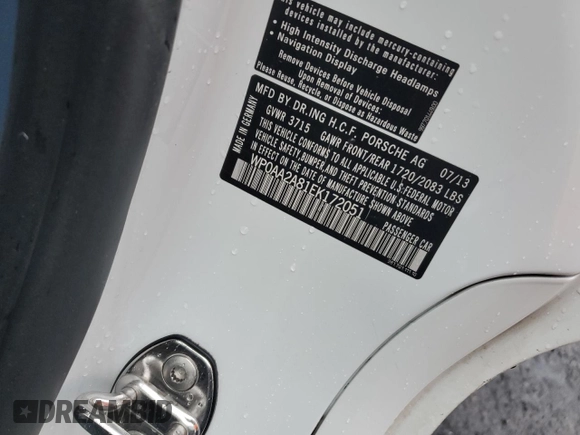 his vehicle may include mercury-containing
devices installed by the manufacturer:
• High Intensity Discharge Headlamps
• Navigation Display
Remove Devices Before Vehicle Disposal
Upon Removal of Devices
Please Reuse, Recycle, or Dispose as Hazardous Waste
MADE IN GERMANY
MFD BY DR.ING H.C.F. PORSCHE AG 07/13
GVWR 3715 GAWR FRONT/REAR 1720/2083 LBS
THIS VEHICLE CONFORMS TO ALL APPLICABLE U.S.FEDERAL MOTOR
VEHICLE SAFETY,BUMPER,AND THEFT PREVENTION STANDARDS
IN EFFECT ON THE DATE OF MANUFACTURE SHOWN ABOVE
WP0AA2A81EK172051
PASSENGER CAR
DREAMBID